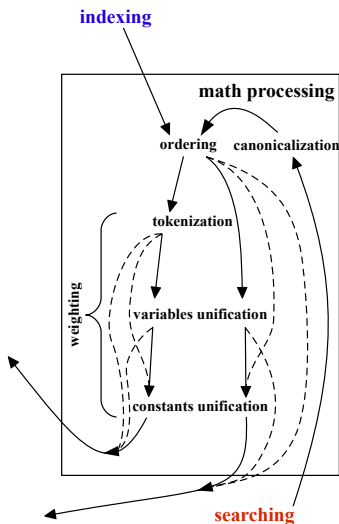 indexing
math processing
ordering
canonicalization
tokenization
weighting
variables unification
constants unification
searching